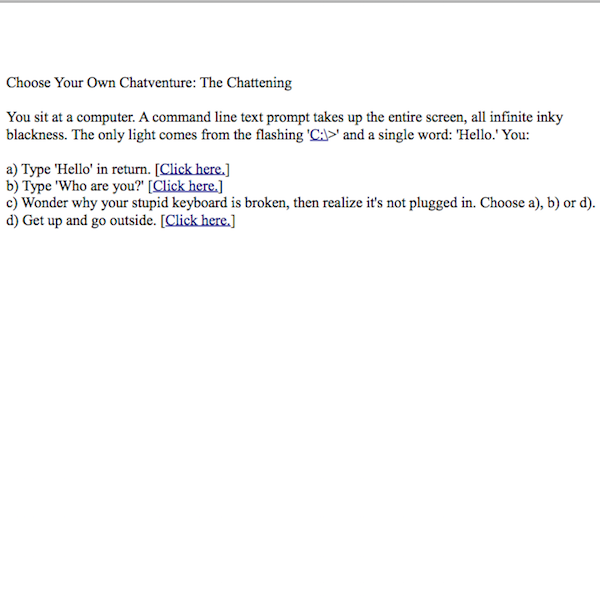 Choose Your Own Chatventure: The Chattening
You sit at a computer. A command line text prompt takes up the entire screen, all infinite inky
blackness. The only light comes from the flashing 'C:\>' and a single word: 'Hello.' You:
a) Type 'Hello' in return. [Click here.]
b) Type 'Who are you?' [Click here.]
c) Wonder why your stupid keyboard is broken, then realize it's not plugged in. Choose a), b) or d).
d) Get up and go outside. [Click here.]